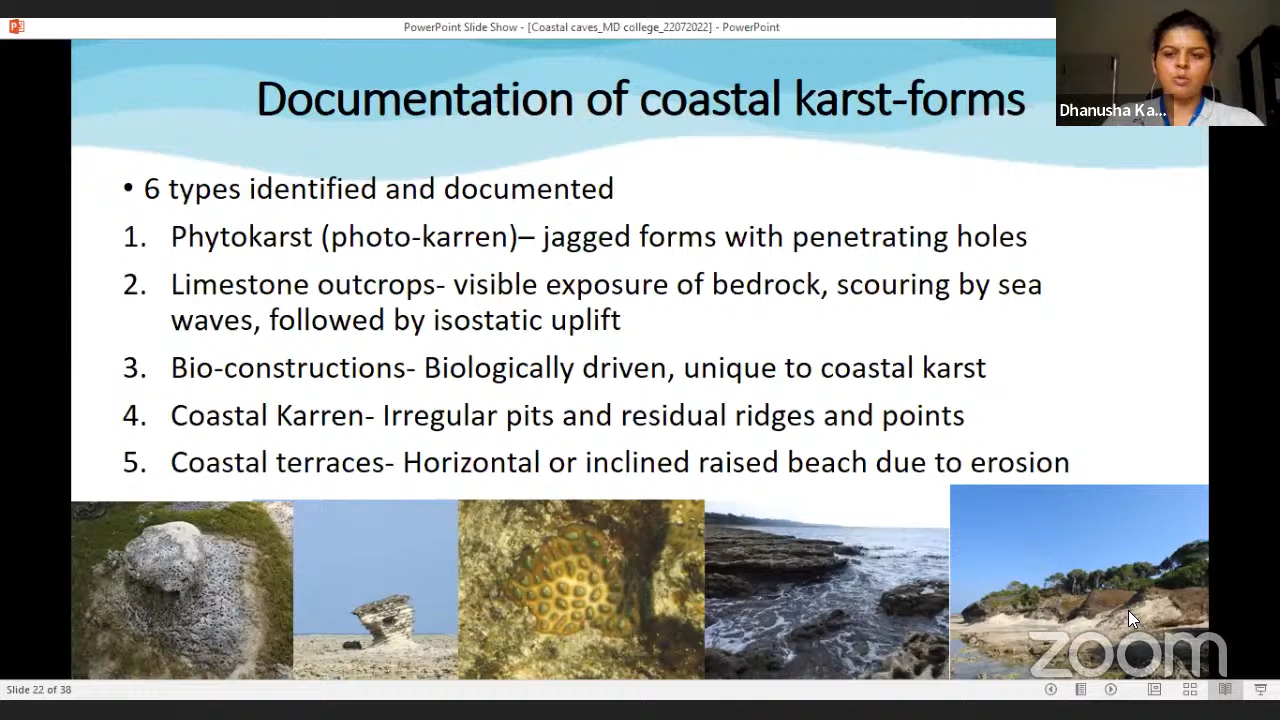 PowerPoint Slide Show - [Coastal caves_MD college_22072022] - PowerPoint
Documentation of coastal karst-forms
Dhanusha Ka...
• 6 types identified and documented
1. Phytokarst (photo-karren)– jagged forms with penetrating holes
2. Limestone outcrops- visible exposure of bedrock, scouring by sea
waves, followed by isostatic uplift
3. Bio-constructions- Biologically driven, unique to coastal karst
4. Coastal Karren- Irregular pits and residual ridges and points
5. Coastal terraces- Horizontal or inclined raised beach due to erosion
zoom
Slide 22 of 38